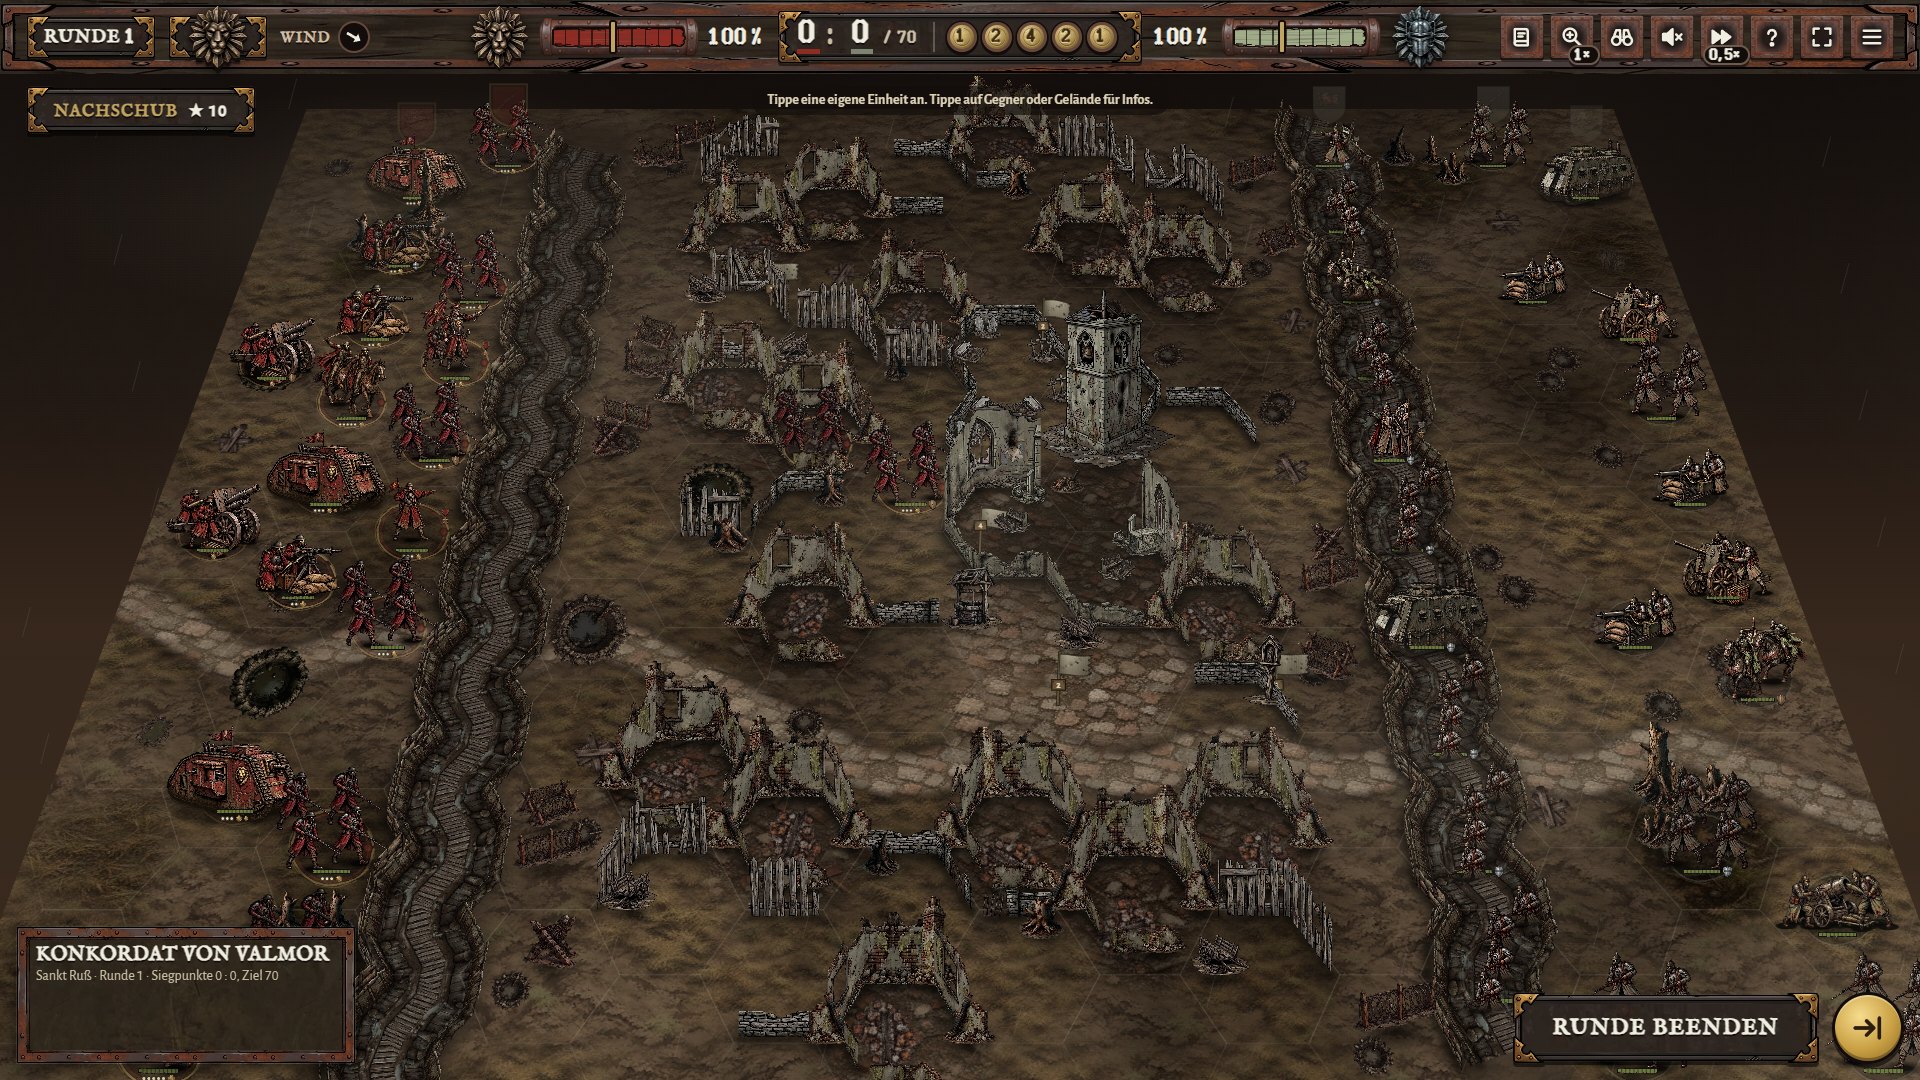 RUNDE 1
WIND
100%
0 : 0 / 70
1 2 4 2 1
100%
1×
0,5×
?
NACHSCHUB ★ 10
Tippe eine eigene Einheit an. Tippe auf Gegner oder Gelände für Infos.
KONKORDAT VON VALMOR
Sankt Ruß · Runde 1 · Siegpunkte 0 : 0, Ziel 70
RUNDE BEENDEN